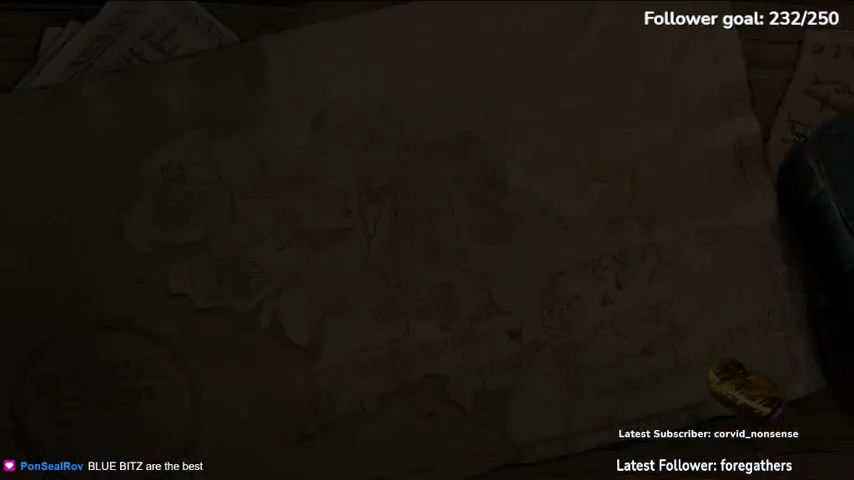 Follower goal: 232/250
Latest Subscriber: corvid_nonsense
PonSealRov BLUE BITZ are the best
Latest Follower: foregathers